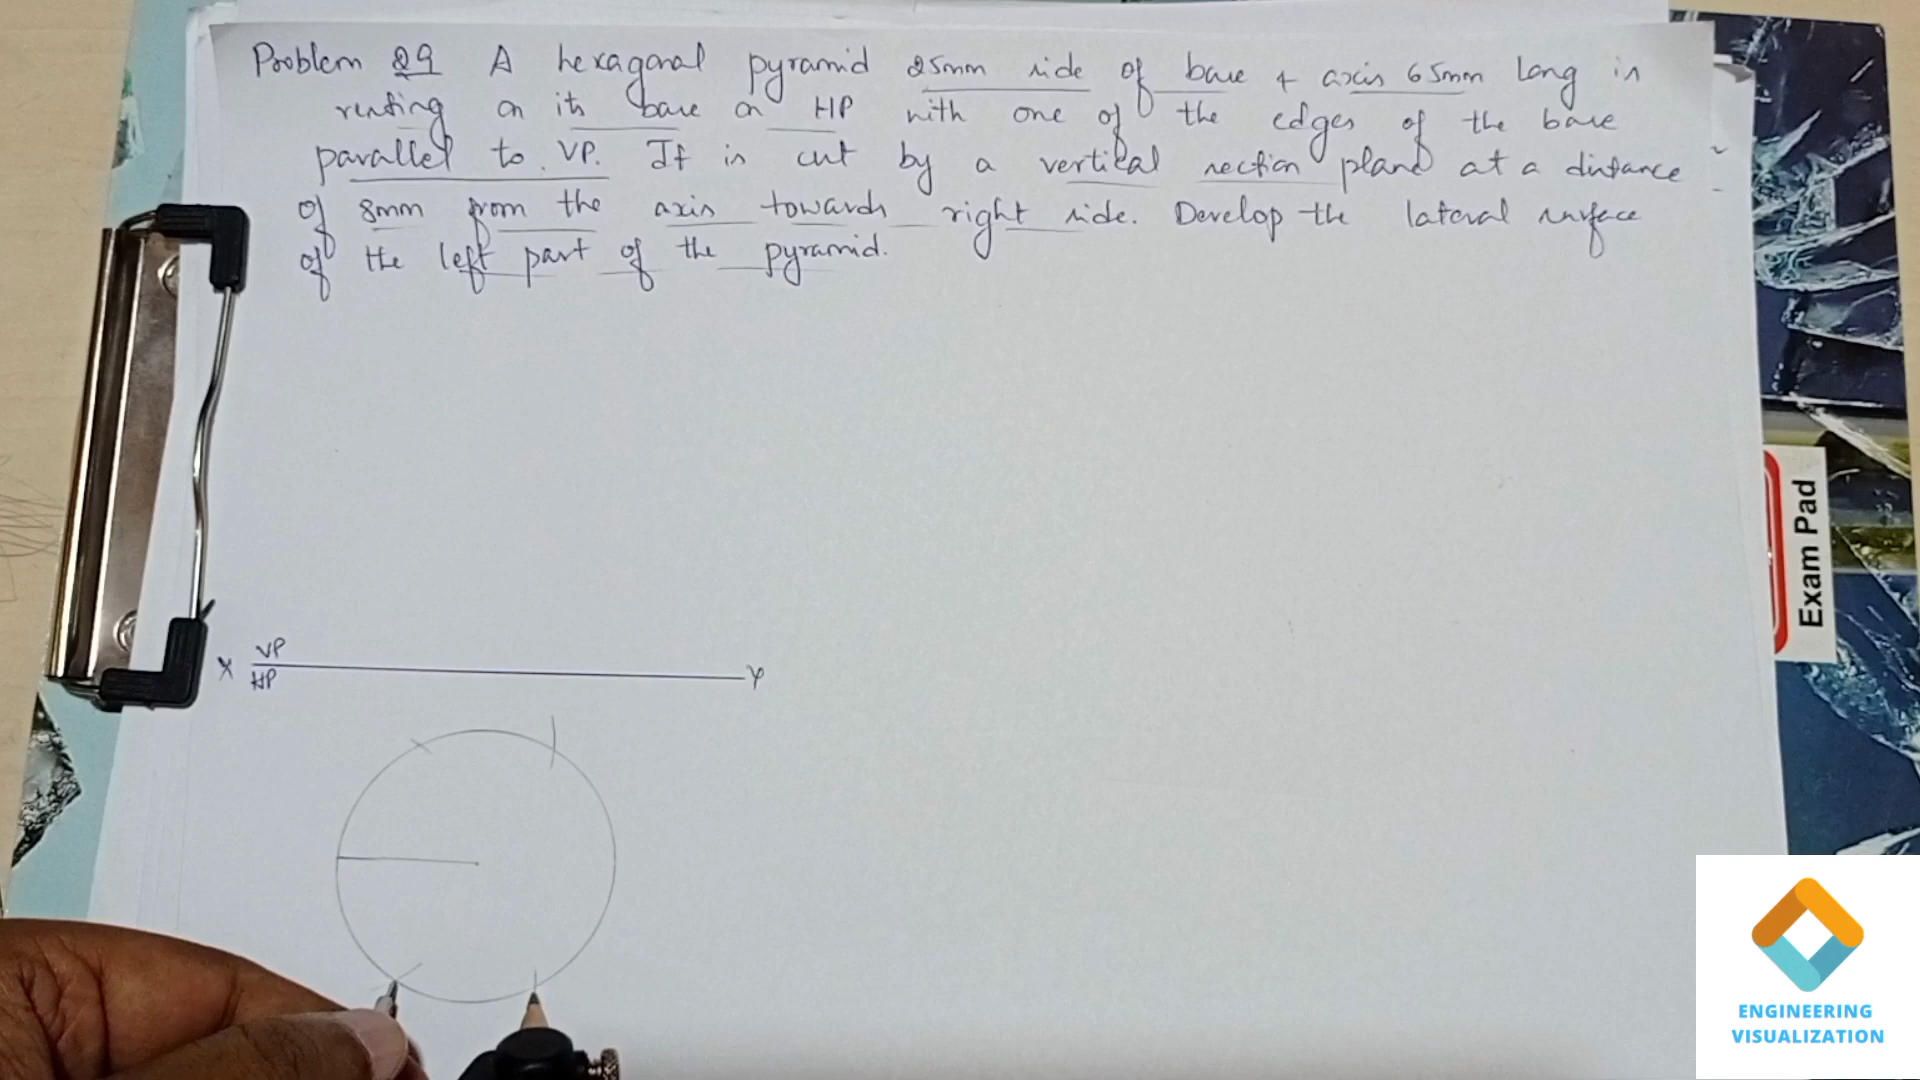 Problem 29 A hexagonal pyramid 25mm side of base & axis 65mm long is
resting on its base on HP with one of the edges of the base
parallel to VP. It is cut by a vertical section plane at a distance
of 8mm from the axis towards right side. Develop the lateral surface
of the left part of the pyramid.
VP
X HP Y
Exam Pad
ENGINEERING
VISUALIZATION